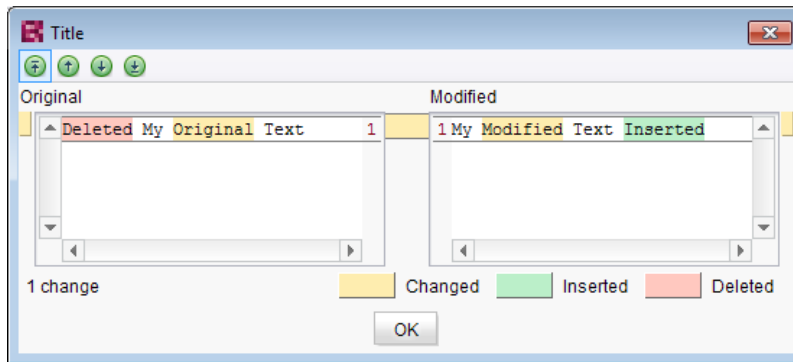 Title
Original
Modified
Deleted My Original Text 1
1 My Modified Text Inserted
1 change
Changed
Inserted
Deleted
OK